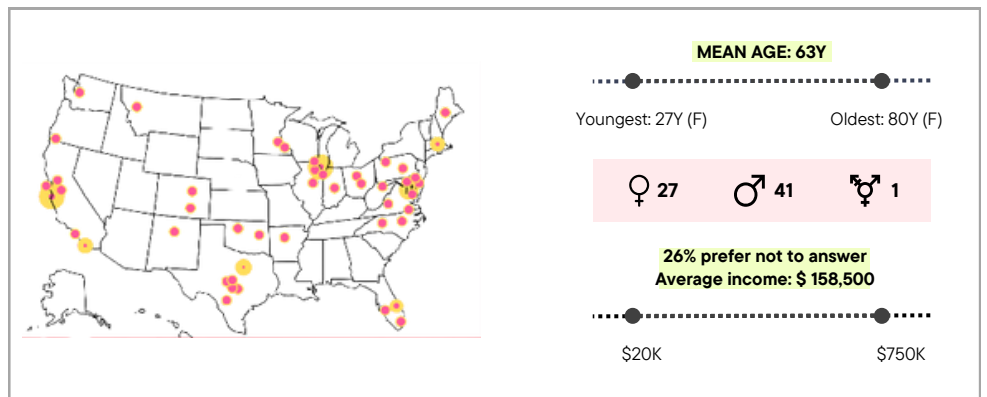 MEAN AGE: 63Y
Youngest: 27Y (F)
Oldest: 80Y (F)
27
41
1
26% prefer not to answer
Average income: $ 158,500
$20K
$750K